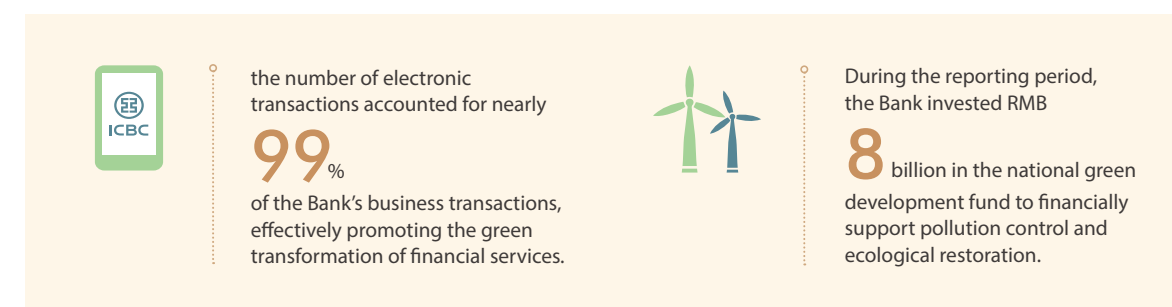 ICBC
the number of electronic
transactions accounted for nearly
99%
of the Bank's business transactions,
effectively promoting the green
transformation of financial services.
During the reporting period,
the Bank invested RMB
8 billion in the national green
development fund to financially
support pollution control and
ecological restoration.